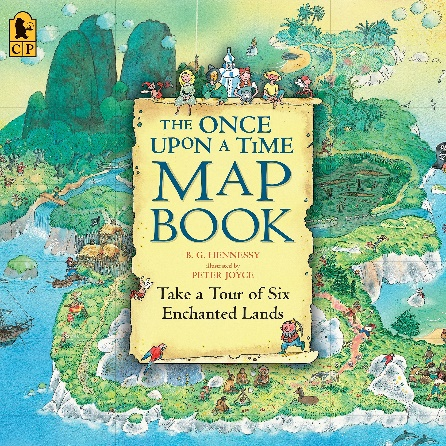 CP
THE ONCE
UPON A TIME
MAP
BOOK
B. G. HENNESSY
illustrated by
PETER JOYCE
Take a Tour of Six
Enchanted Lands